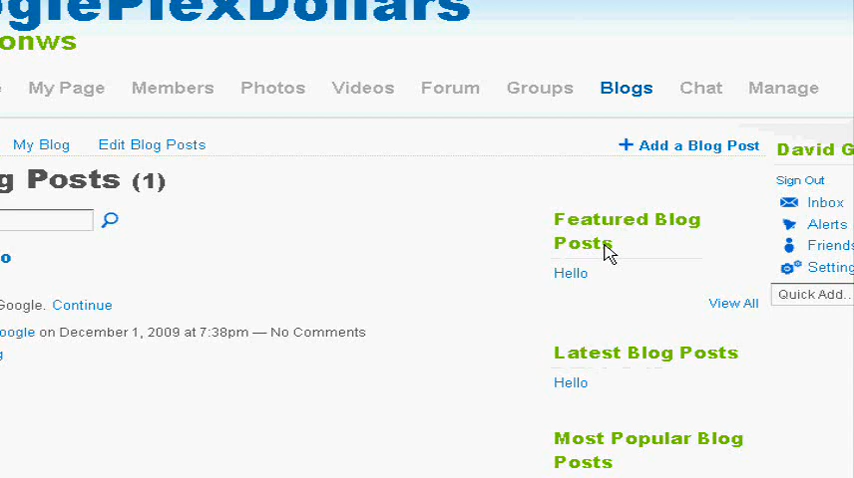 oglePlexDollars
onws
e My Page Members Photos Videos Forum Groups Blogs Chat Manage
My Blog Edit Blog Posts + Add a Blog Post
David G
g Posts (1)
Sign Out
Inbox
Alerts
Friends
Setting
Quick Add...
Featured Blog
Posts
Hello
View All
o
Google. Continue
oogle on December 1, 2009 at 7:38pm — No Comments
g
Latest Blog Posts
Hello
Most Popular Blog
Posts